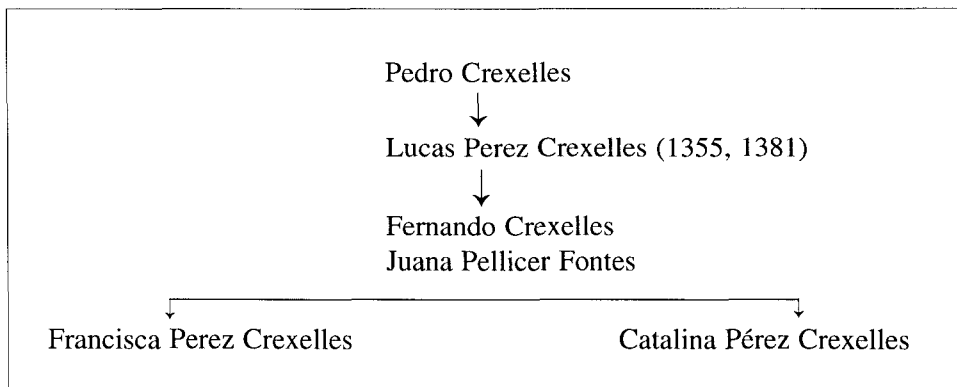 Pedro Crexelles
Lucas Perez Crexelles (1355, 1381)
Fernando Crexelles
Juana Pellicer Fontes
Francisca Perez Crexelles
Catalina Pérez Crexelles